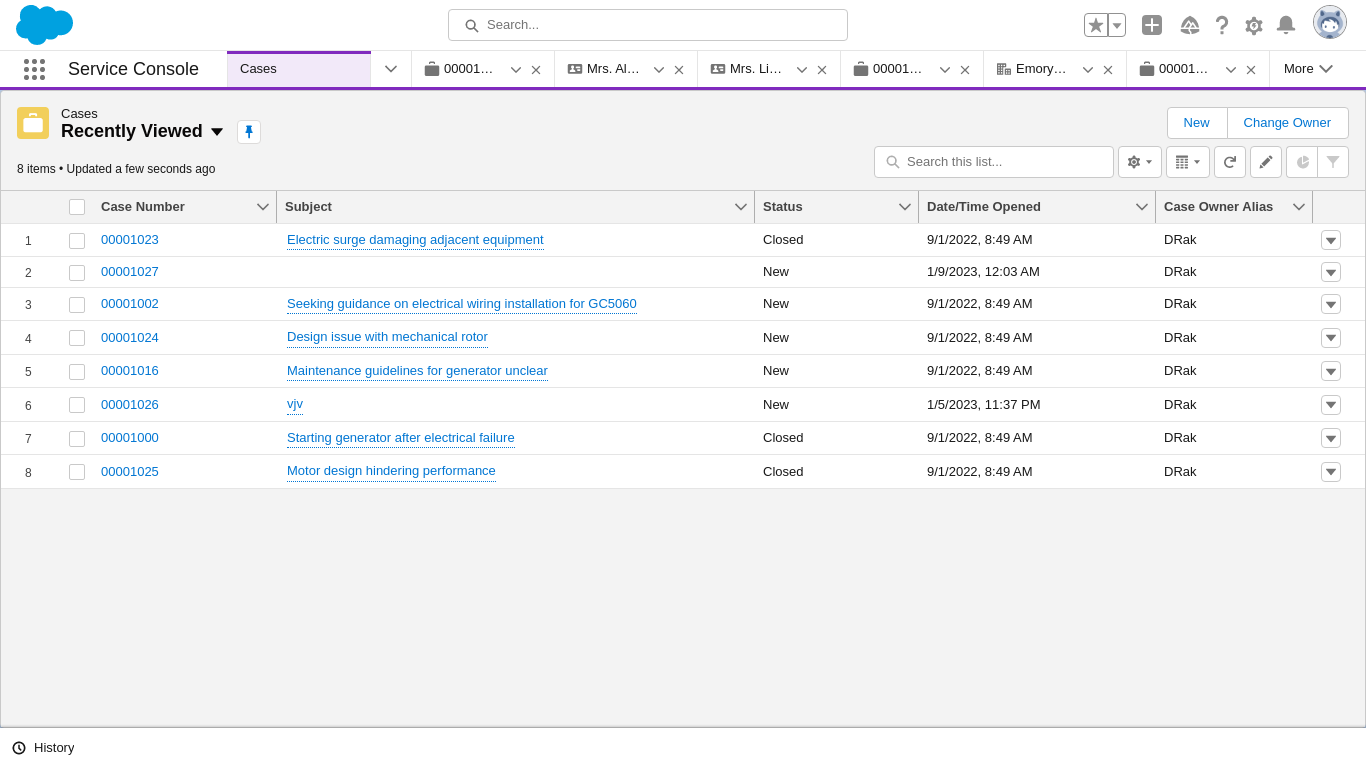 Search...
Service Console
Cases
00001…
Mrs. Al…
Mrs. Li…
00001…
Emory…
00001…
More
Cases
Recently Viewed
New
Change Owner
8 items • Updated a few seconds ago
Search this list...
Case Number Subject Status Date/Time Opened Case Owner Alias
1 00001023 Electric surge damaging adjacent equipment Closed 9/1/2022, 8:49 AM DRak
2 00001027 New 1/9/2023, 12:03 AM DRak
3 00001002 Seeking guidance on electrical wiring installation for GC5060 New 9/1/2022, 8:49 AM DRak
4 00001024 Design issue with mechanical rotor New 9/1/2022, 8:49 AM DRak
5 00001016 Maintenance guidelines for generator unclear New 9/1/2022, 8:49 AM DRak
6 00001026 vjv New 1/5/2023, 11:37 PM DRak
7 00001000 Starting generator after electrical failure Closed 9/1/2022, 8:49 AM DRak
8 00001025 Motor design hindering performance Closed 9/1/2022, 8:49 AM DRak
History